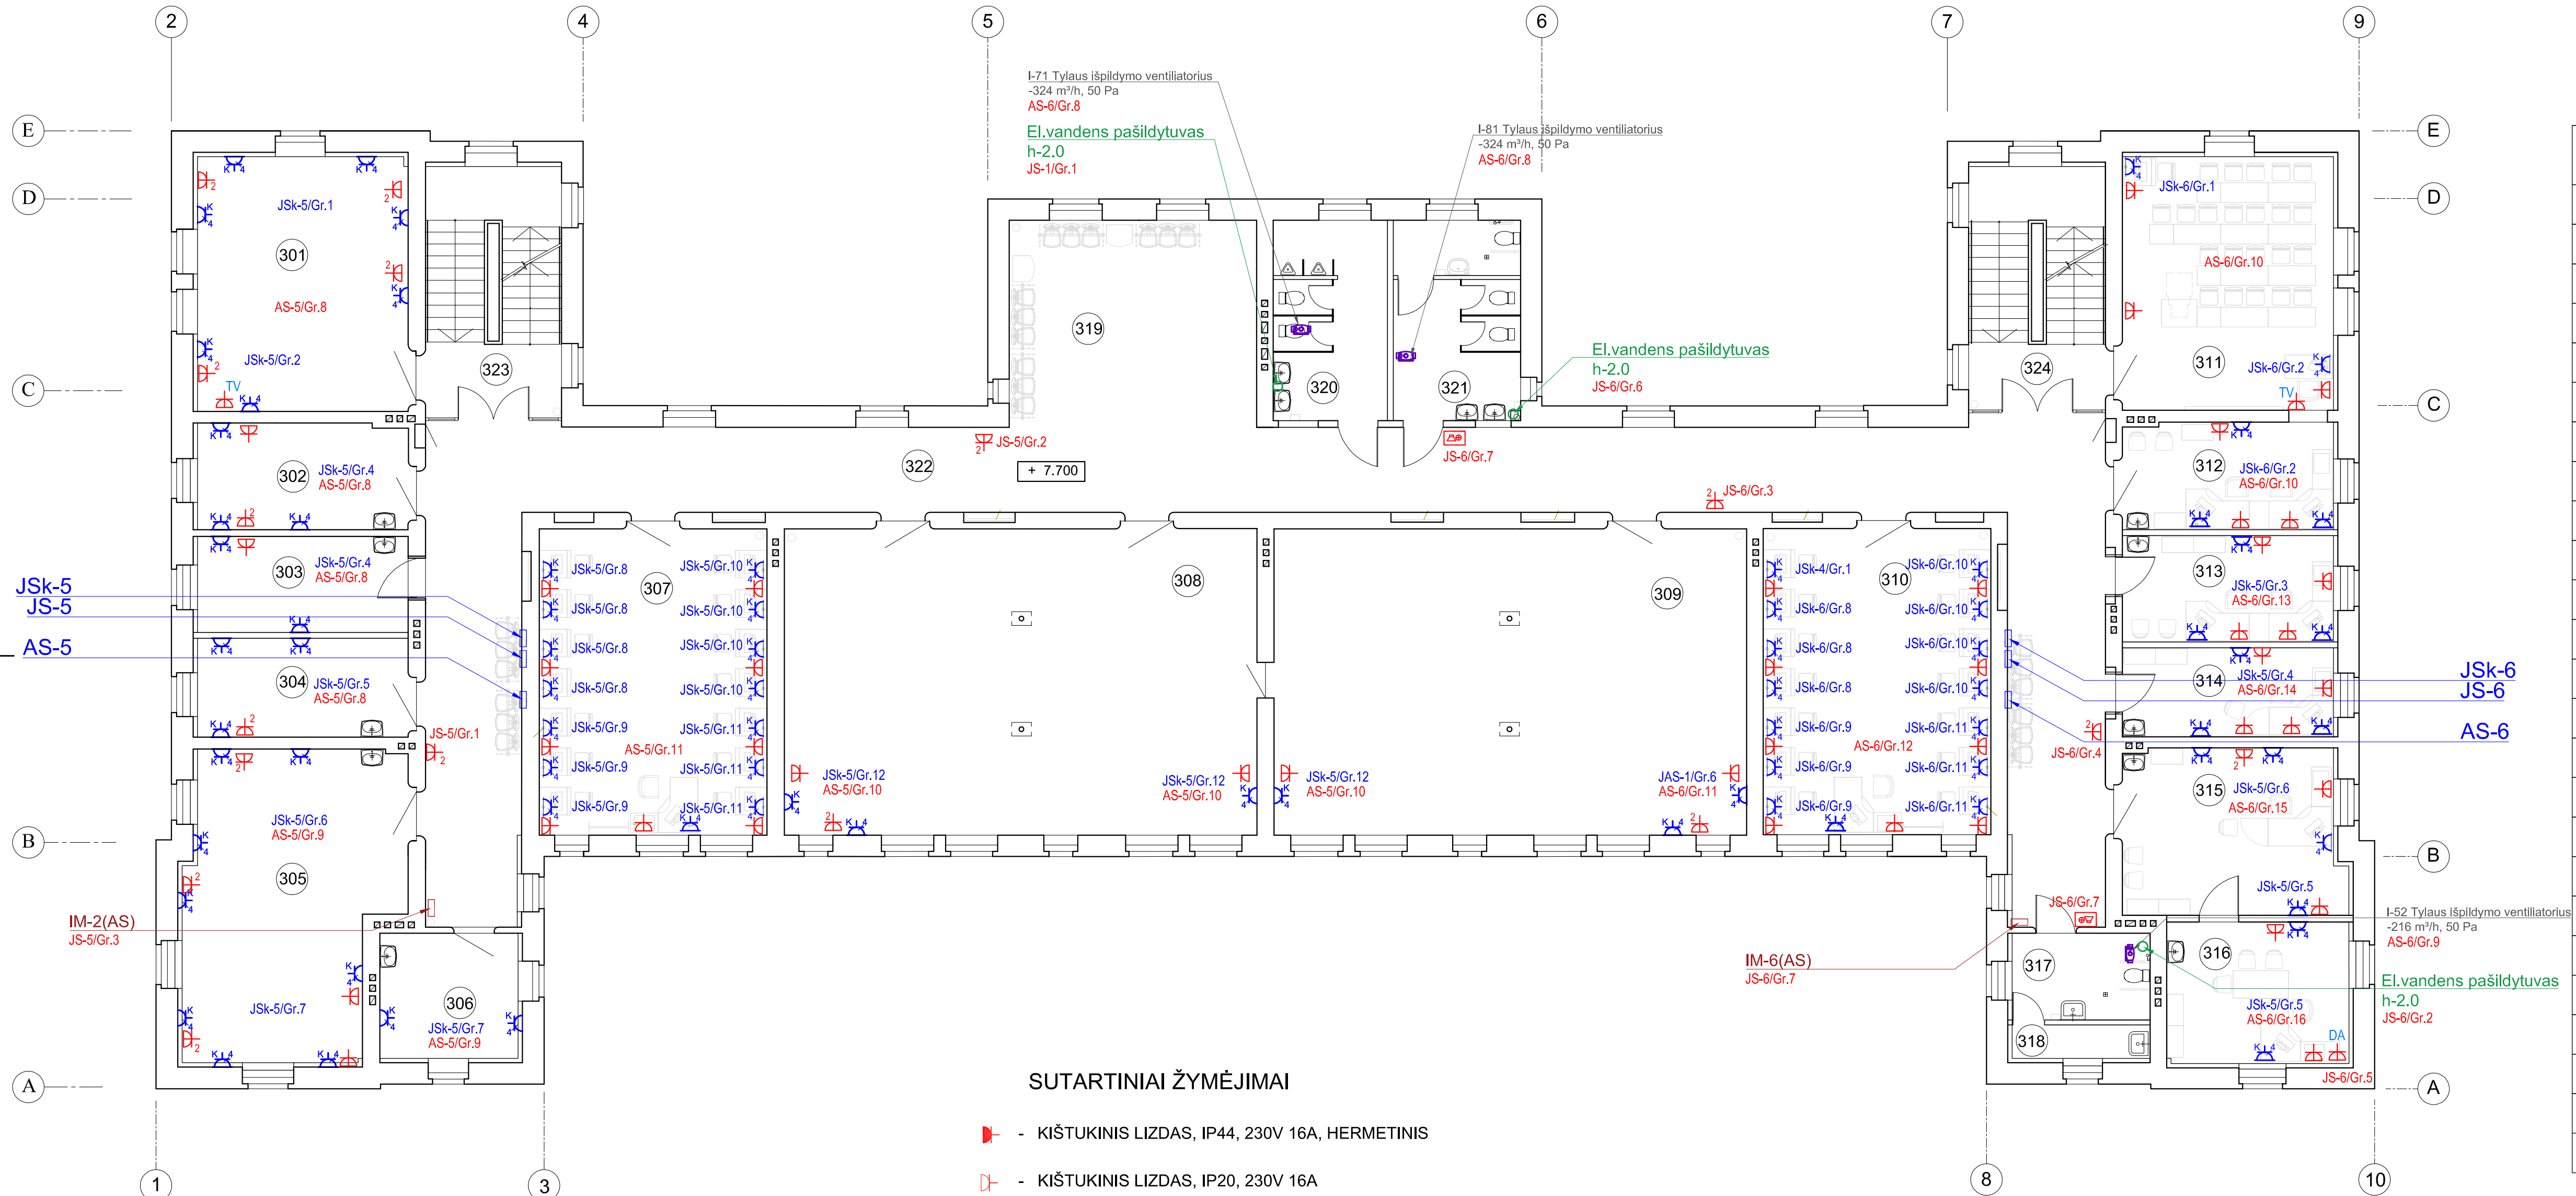 2
4
5
6
7
9
I-71 Tylaus išpildymo ventiliatorius
-324 m³/h, 50 Pa
AS-6/Gr.8
El.vandens pašildytuvas
h-2.0
JS-1/Gr.1
I-81 Tylaus išpildymo ventiliatorius
-324 m³/h, 50 Pa
AS-6/Gr.8
E
E
D
D
C
C
JSk-5/Gr.1
301
AS-5/Gr.8
JSk-5/Gr.2
TV
323
319
320
321
El.vandens pašildytuvas
h-2.0
JS-6/Gr.6
324
JSk-6/Gr.1
AS-6/Gr.10
311
JSk-6/Gr.2
TV
302
JSk-5/Gr.4
AS-5/Gr.8
322
JS-5/Gr.2
+ 7.700
JS-6/Gr.7
JS-6/Gr.3
312
JSk-6/Gr.2
AS-6/Gr.10
303
JSk-5/Gr.4
AS-5/Gr.8
313
JSk-5/Gr.3
AS-6/Gr.13
JSk-5
JS-5
AS-5
304
JSk-5/Gr.5
AS-5/Gr.8
JS-5/Gr.1
307
JSk-5/Gr.8
JSk-5/Gr.10
JSk-5/Gr.8
JSk-5/Gr.10
JSk-5/Gr.8
JSk-5/Gr.10
JSk-5/Gr.8
JSk-5/Gr.10
JSk-5/Gr.9
JSk-5/Gr.11
AS-5/Gr.11
JSk-5/Gr.9
JSk-5/Gr.11
JSk-5/Gr.9
JSk-5/Gr.11
308
JSk-5/Gr.12
AS-5/Gr.10
JSk-5/Gr.12
AS-5/Gr.10
309
JSk-5/Gr.12
AS-5/Gr.10
JAS-1/Gr.6
AS-6/Gr.11
310
JSk-4/Gr.1
JSk-6/Gr.10
JSk-6/Gr.8
JSk-6/Gr.10
JSk-6/Gr.8
JSk-6/Gr.10
JSk-6/Gr.8
JSk-6/Gr.10
JSk-6/Gr.9
JSk-6/Gr.11
AS-6/Gr.12
JSk-6/Gr.9
JSk-6/Gr.11
JSk-6/Gr.9
JSk-6/Gr.11
314
JSk-5/Gr.4
AS-6/Gr.14
JSk-6
JS-6
AS-6
JS-6/Gr.4
315
JSk-5/Gr.6
AS-6/Gr.15
JSk-5/Gr.5
B
B
JSk-5/Gr.6
AS-5/Gr.9
305
JSk-5/Gr.7
IM-2(AS)
JS-5/Gr.3
306
JSk-5/Gr.7
AS-5/Gr.9
JS-6/Gr.7
IM-6(AS)
JS-6/Gr.7
317
318
316
JSk-5/Gr.5
AS-6/Gr.16
DA
JS-6/Gr.5
I-52 Tylaus išpildymo ventiliatorius
-216 m³/h, 50 Pa
AS-6/Gr.9
El.vandens pašildytuvas
h-2.0
JS-6/Gr.2
A
A
SUTARTINIAI ŽYMĖJIMAI
- KIŠTUKINIS LIZDAS, IP44, 230V 16A, HERMETINIS
- KIŠTUKINIS LIZDAS, IP20, 230V 16A
1
3
8
10